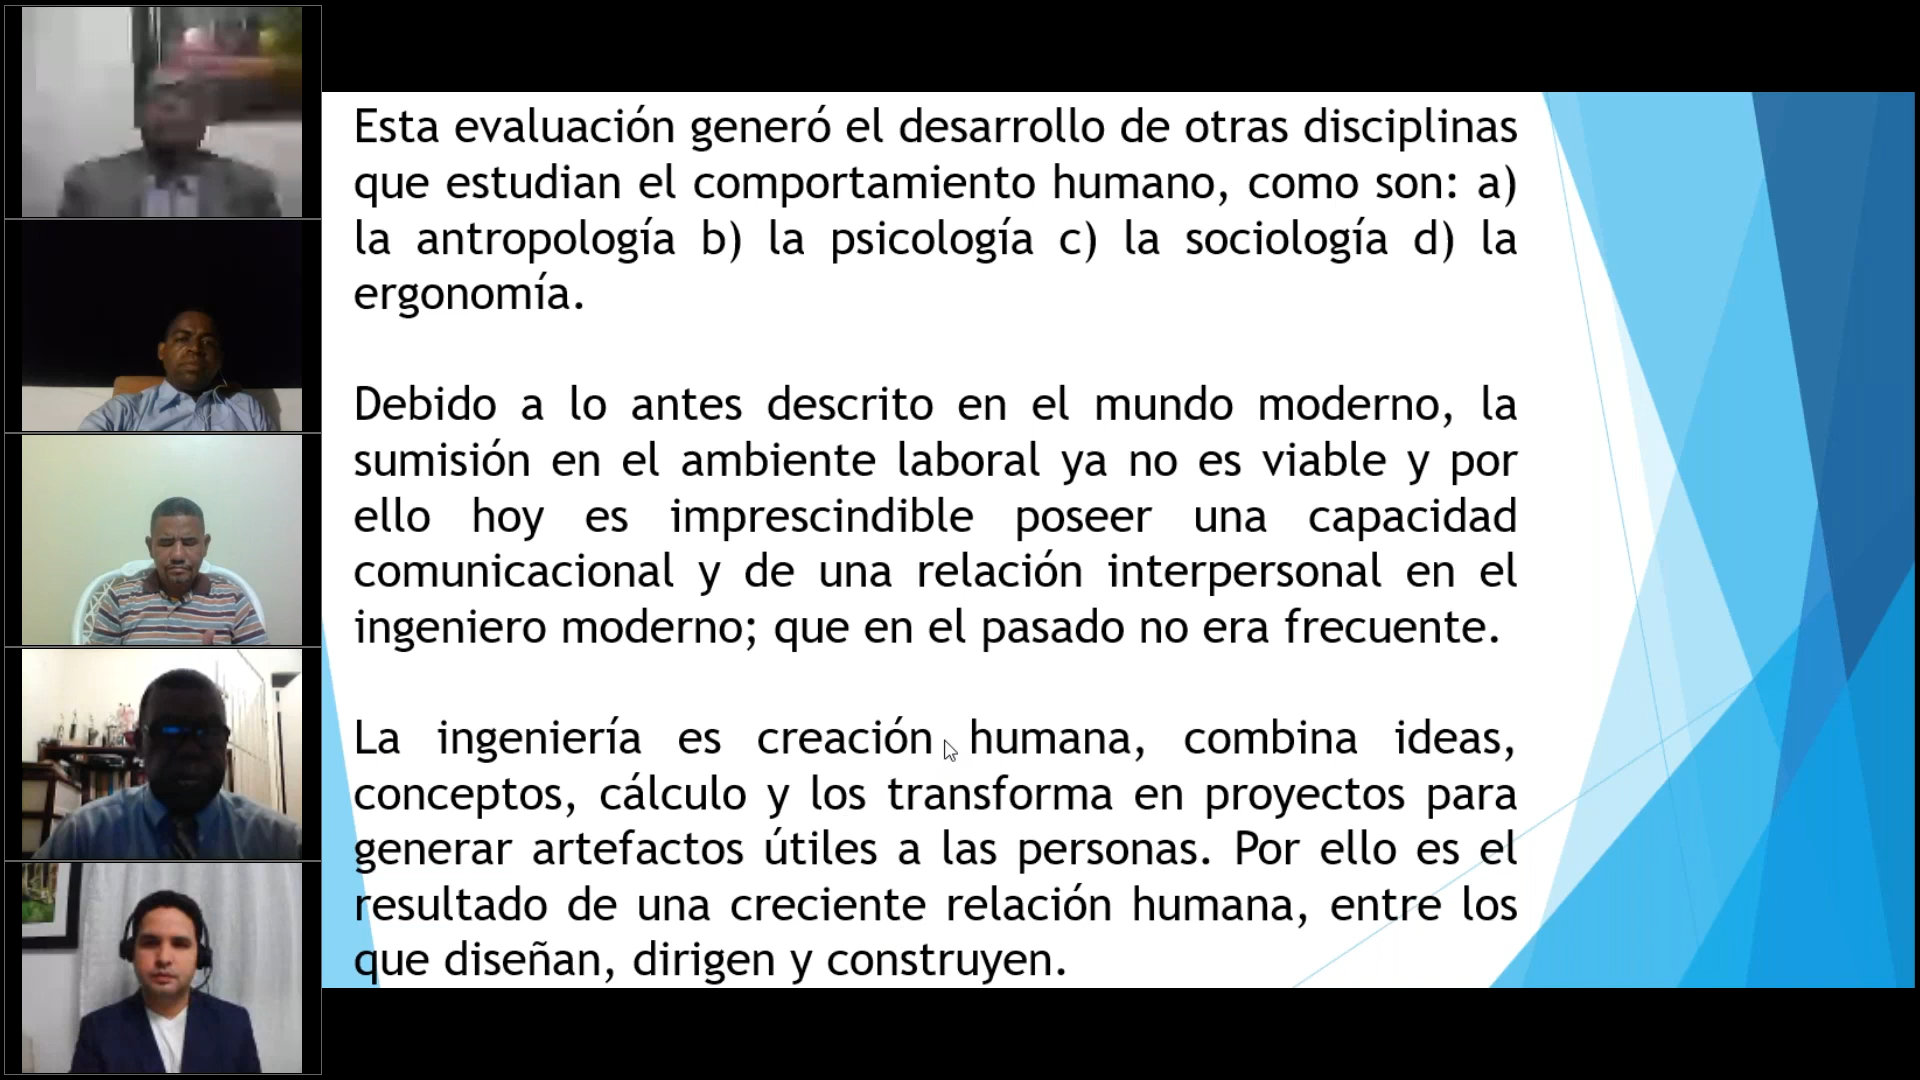 Esta evaluación generó el desarrollo de otras disciplinas
que estudian el comportamiento humano, como son: a)
la antropología b) la psicología c) la sociología d) la
ergonomía.
Debido a lo antes descrito en el mundo moderno, la
sumisión en el ambiente laboral ya no es viable y por
ello hoy es imprescindible poseer una capacidad
comunicacional y de una relación interpersonal en el
ingeniero moderno; que en el pasado no era frecuente.
La ingeniería es creación humana, combina ideas,
conceptos, cálculo y los transforma en proyectos para
generar artefactos útiles a las personas. Por ello es el
resultado de una creciente relación humana, entre los
que diseñan, dirigen y construyen.